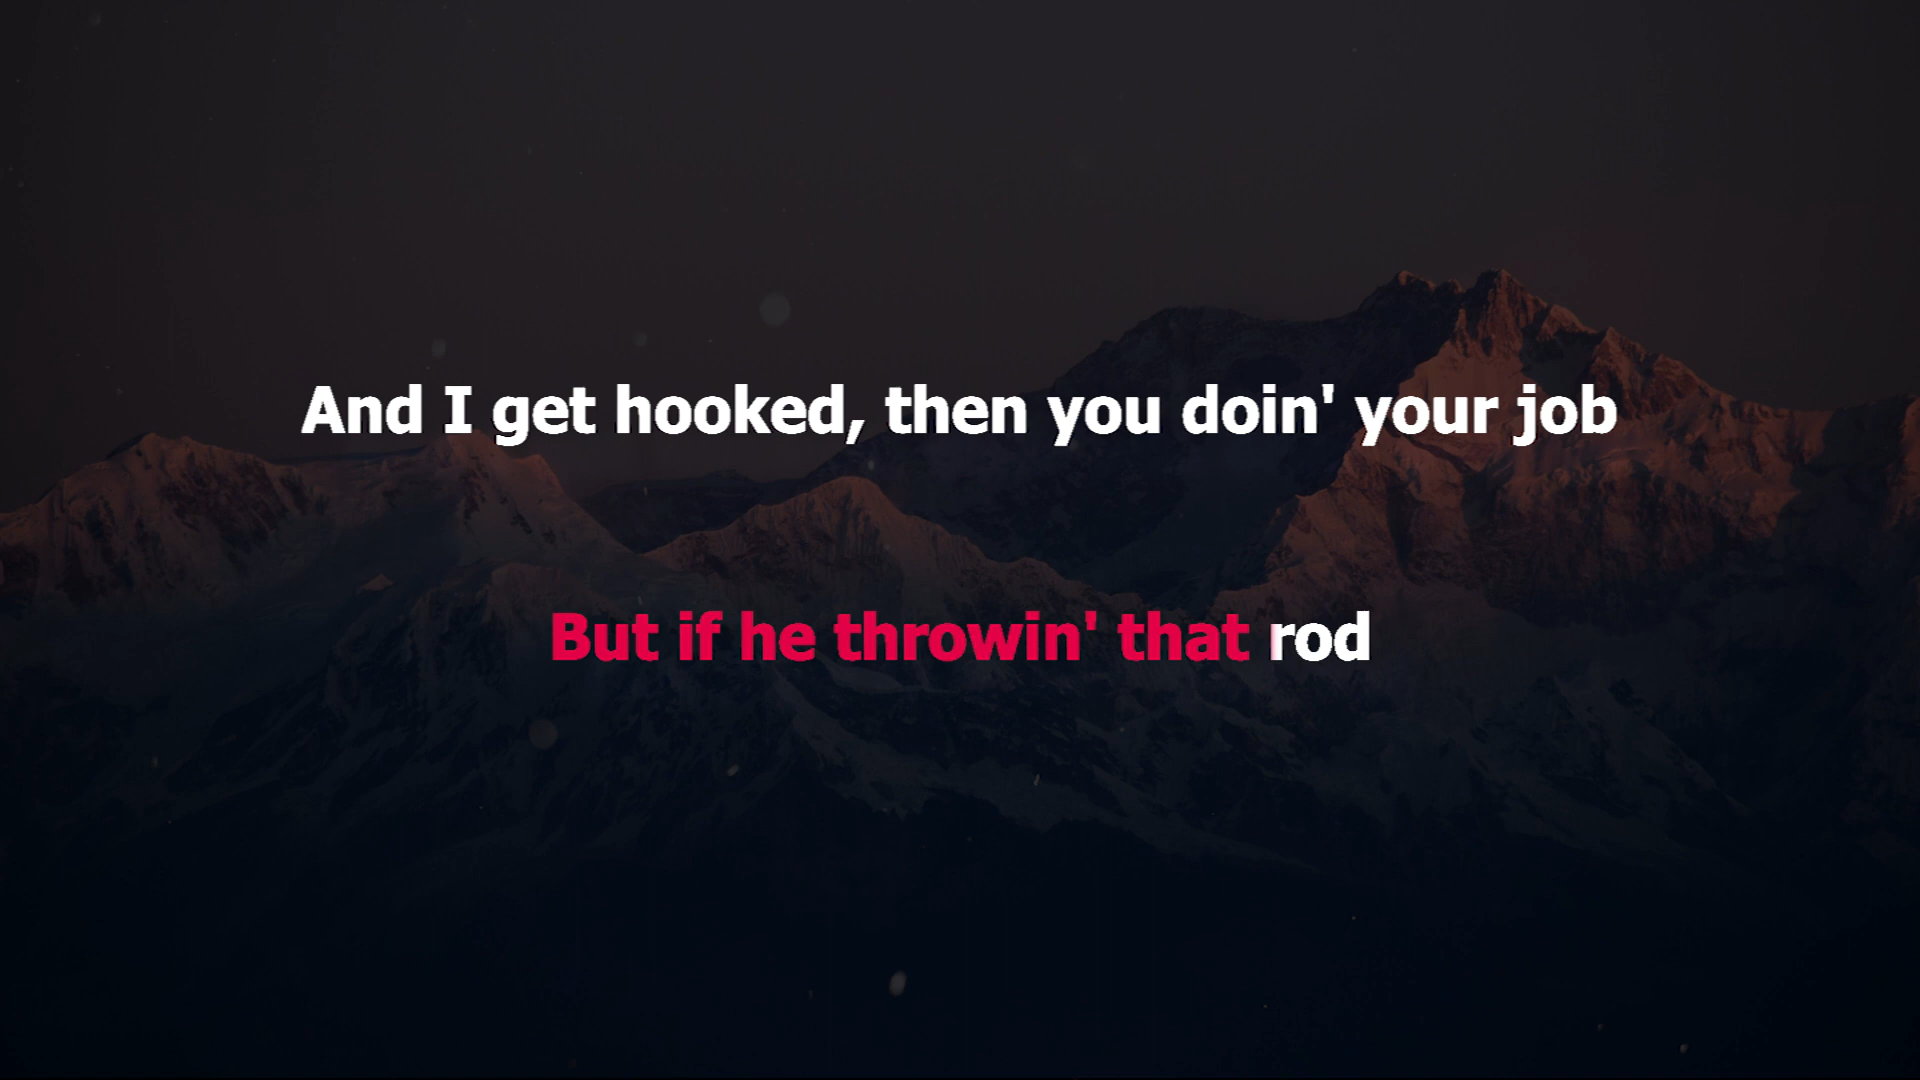 And I get hooked, then you doin' your job
But if he throwin' that rod